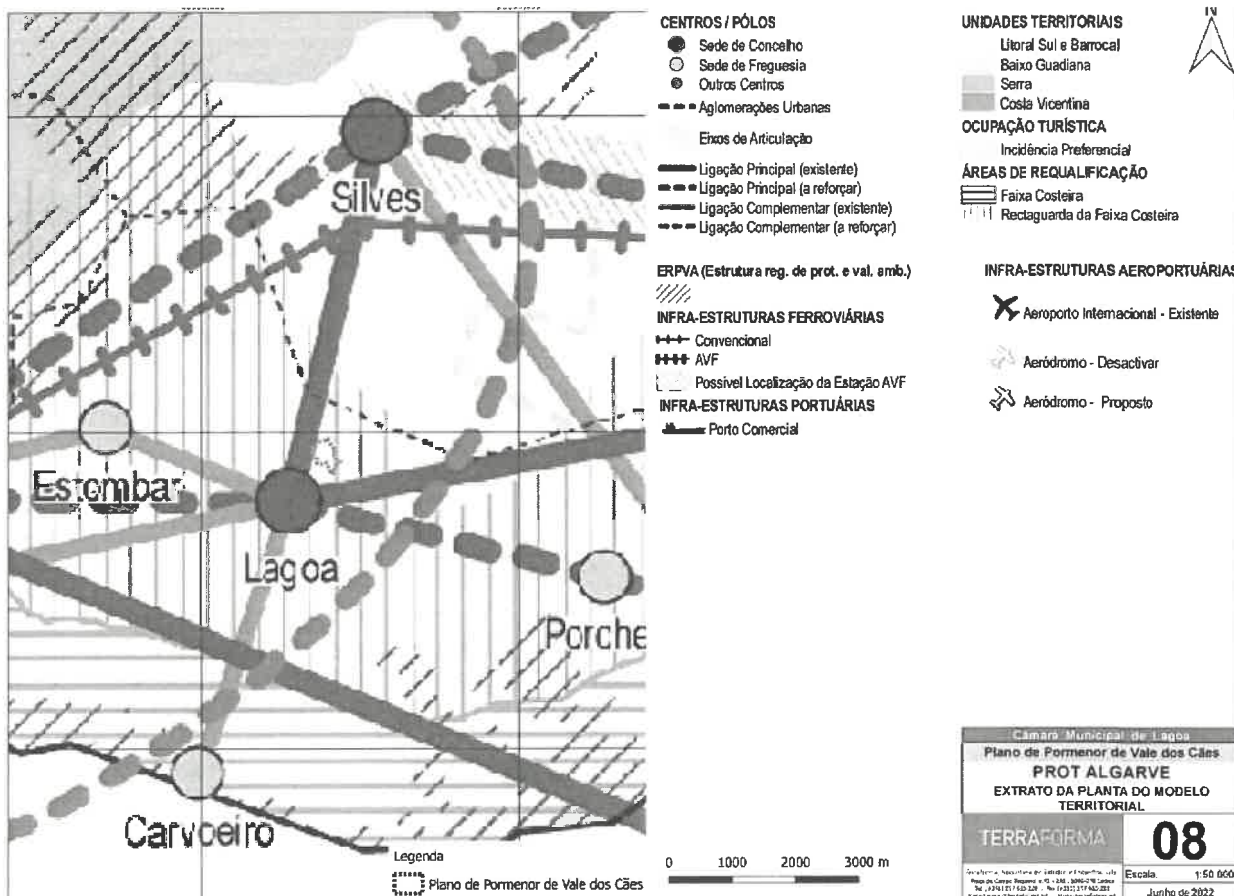 Silves
Estombar
Lagoa
Porche
Carvoeiro
Legenda
Plano de Pormenor de Vale dos Cães
CENTROS / PÓLOS
Sede de Concelho
Sede de Freguesia
Outros Centros
Aglomerações Urbanas
Eixos de Articulação
Ligação Principal (existente)
Ligação Principal (a reforçar)
Ligação Complementar (existente)
Ligação Complementar (a reforçar)
ERPVA (Estrutura reg. de prot. e val. amb.)
INFRA-ESTRUTURAS FERROVIÁRIAS
Convencional
AVF
Possível Localização da Estação AVF
INFRA-ESTRUTURAS PORTUÁRIAS
Porto Comercial
0 1000 2000 3000 m
UNIDADES TERRITORIAIS
Litoral Sul e Barrocal
Baixo Guadiana
Serra
Costa Vicentina
OCUPAÇÃO TURÍSTICA
Incidência Preferencial
ÁREAS DE REQUALIFICAÇÃO
Faixa Costeira
Rectaguarda da Faixa Costeira
INFRA-ESTRUTURAS AEROPORTUÁRIAS
Aeroporto Internacional - Existente
Aeródromo - Desactivar
Aeródromo - Proposto
N
Câmara Municipal de Lagoa
Plano de Pormenor de Vale dos Cães
PROT ALGARVE
EXTRATO DA PLANTA DO MODELO
TERRITORIAL
TERRAFORMA
08
Escala: 1:50 000
Junho de 2022